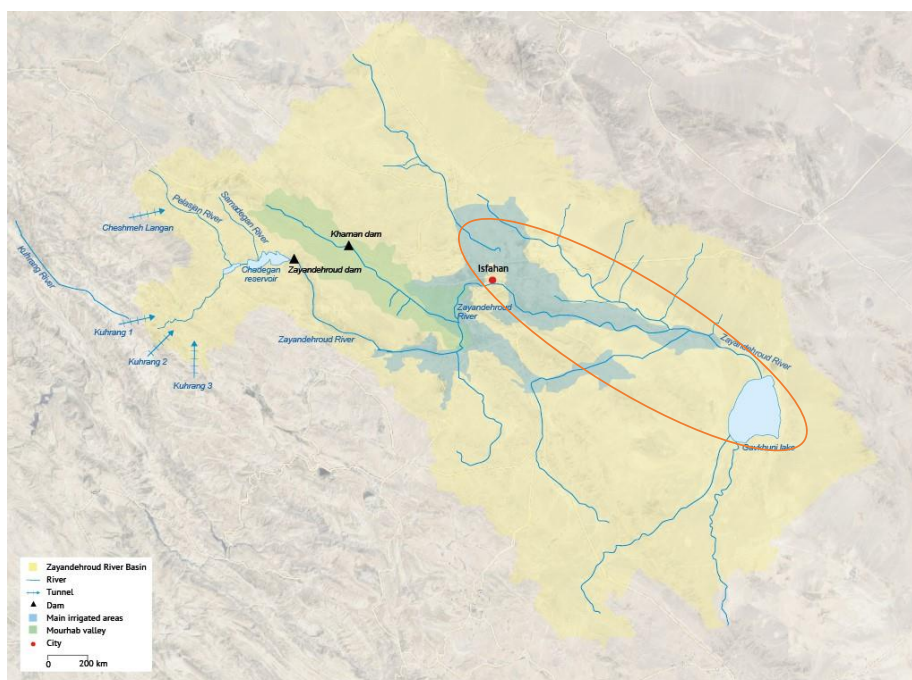 Pelasjan River
Samadegan River
Cheshmeh Langan
Khaman dam
Kuhrang River
Chadegan
reservoir
Zayandehroud dam
Isfahan
Zayandehroud
River
Kuhrang 1
Kuhrang 2
Kuhrang 3
Zayandehroud River
Zayandehroud River
Gavkhuni lake
Zayandehroud River Basin
River
Tunnel
Dam
Main irrigated areas
Mourhab valley
City
0 200 km